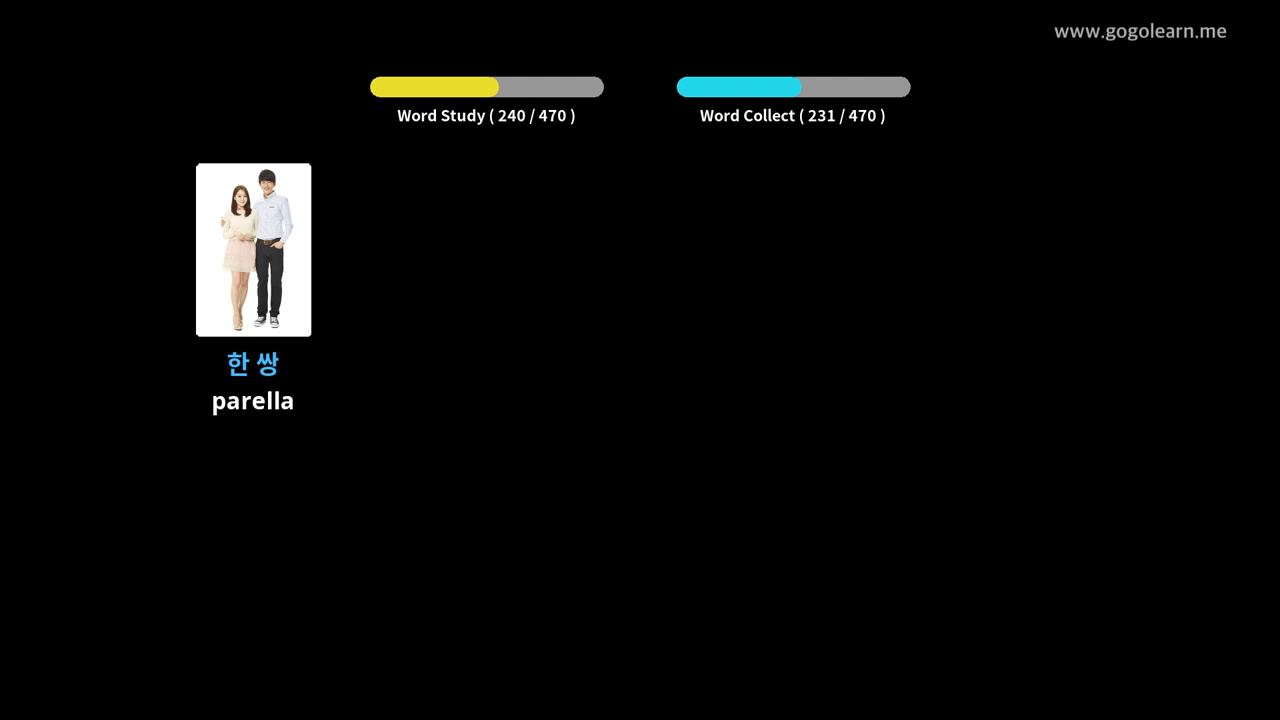 www.gogolearn.me
Word Study ( 240 / 470 )
Word Collect ( 231 / 470 )
한 쌍
parella